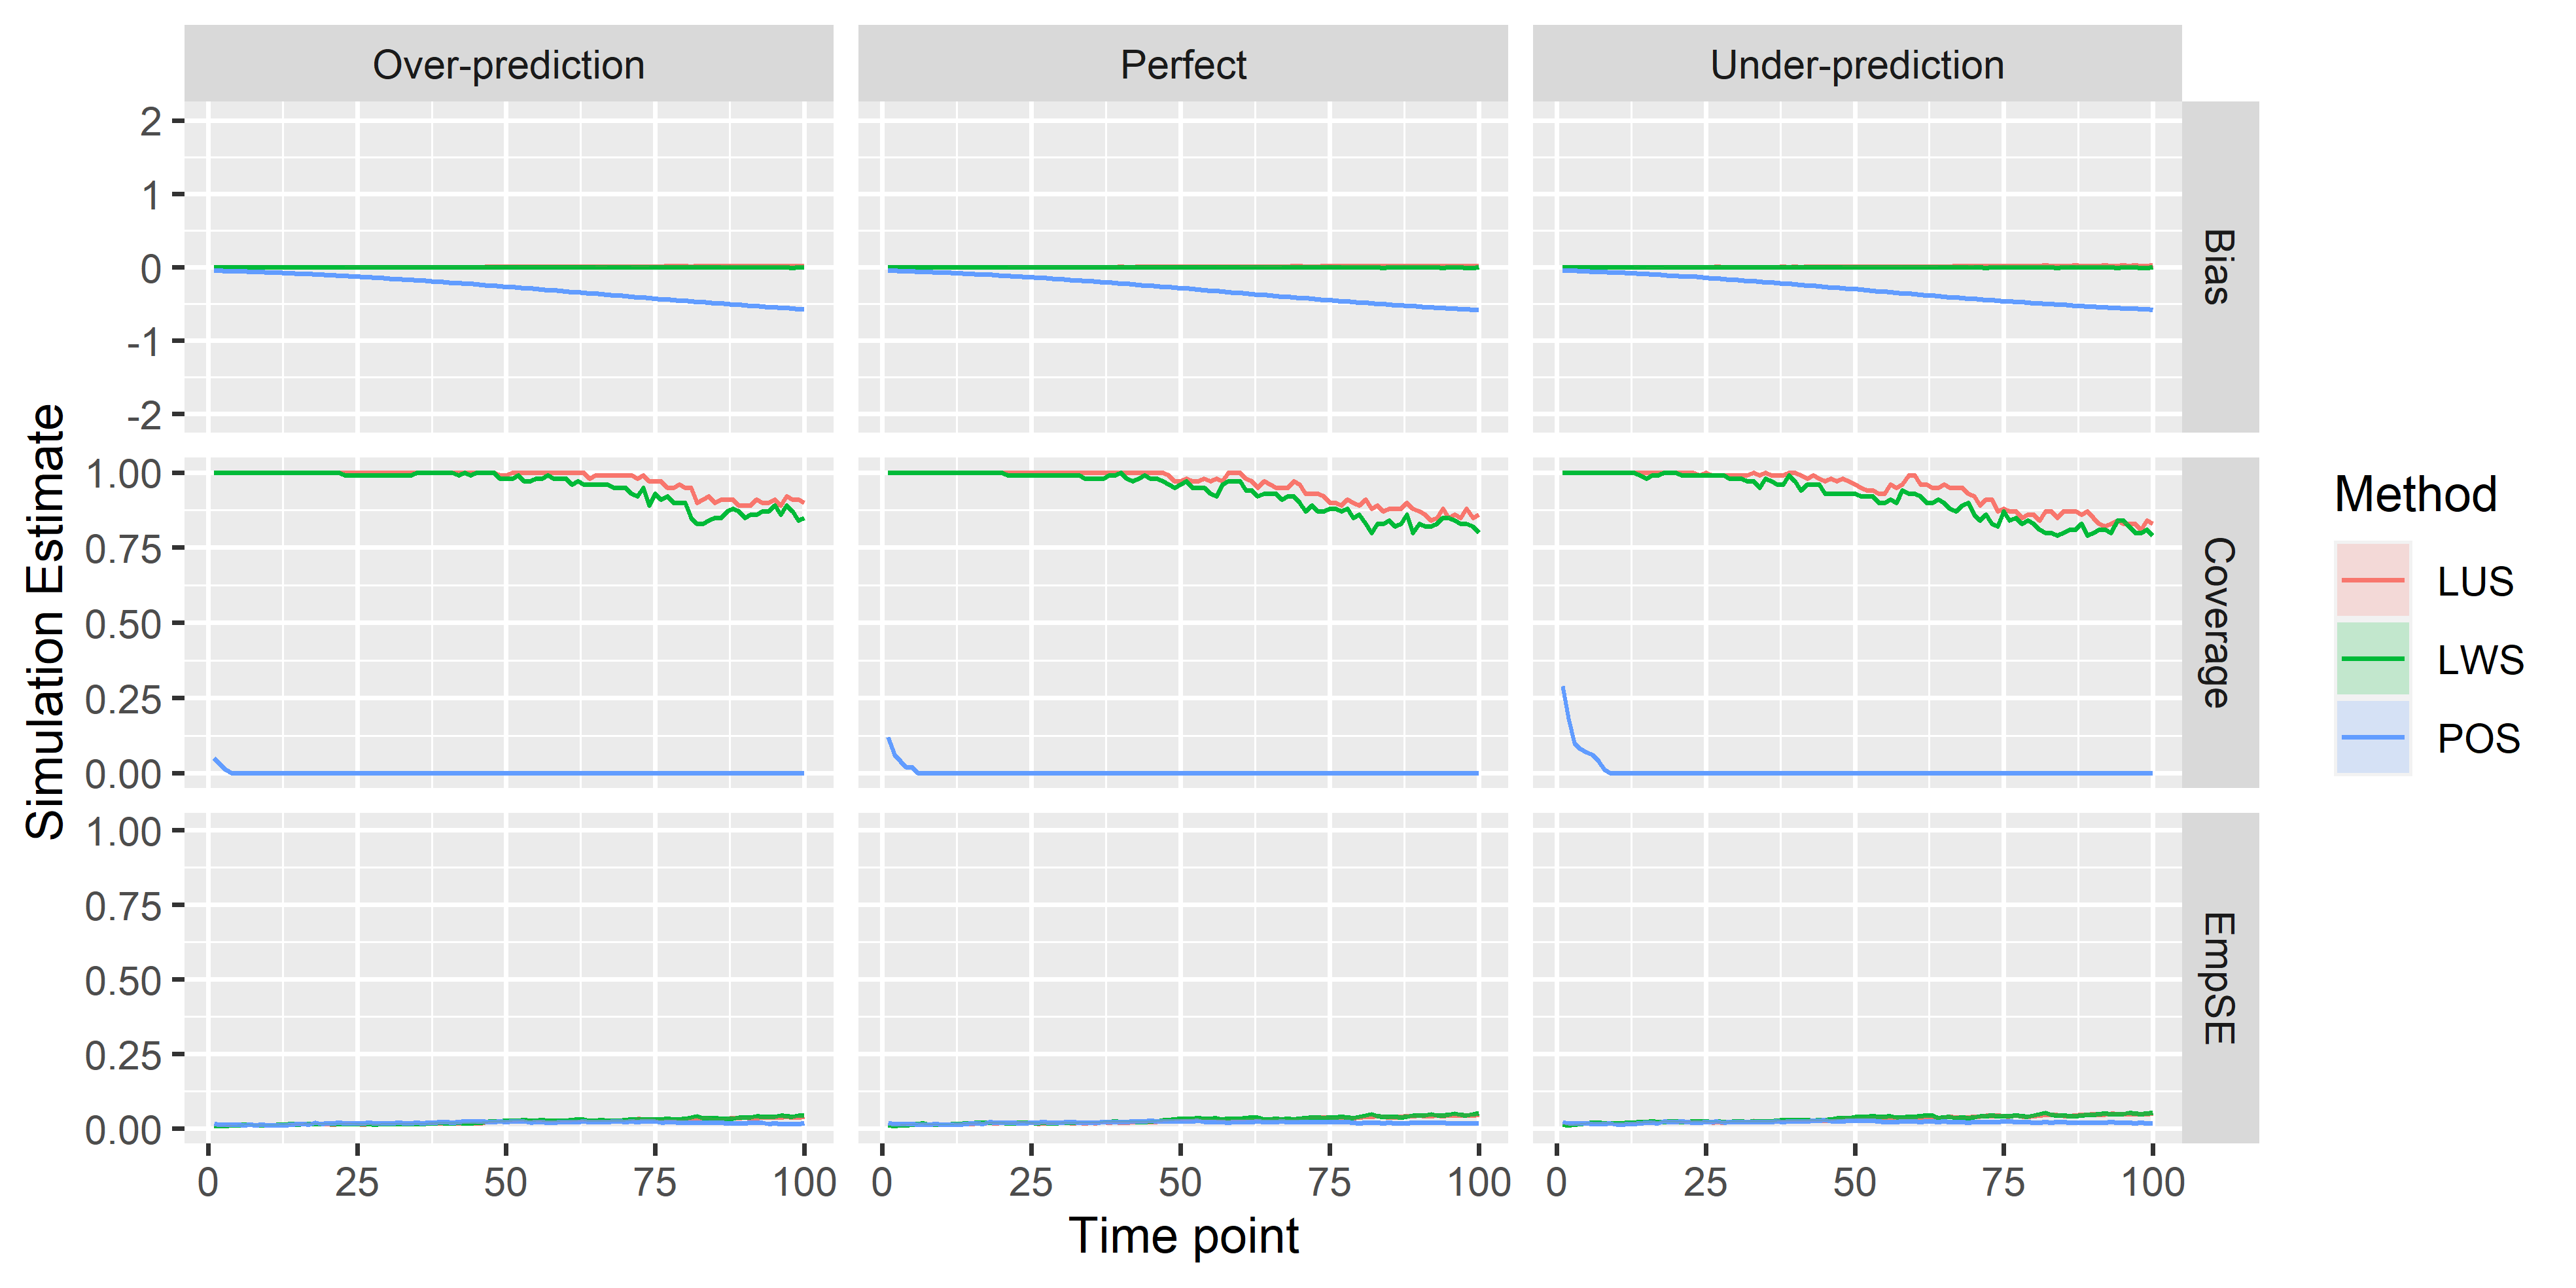 Over-prediction Perfect Under-prediction
2
1
0
-1
-2
Bias
1.00
0.75
0.50
0.25
0.00
Coverage
1.00
0.75
0.50
0.25
0.00
EmpSE
Simulation Estimate
0 25 50 75 100 0 25 50 75 100 0 25 50 75 100
Time point
Method
LUS
LWS
POS